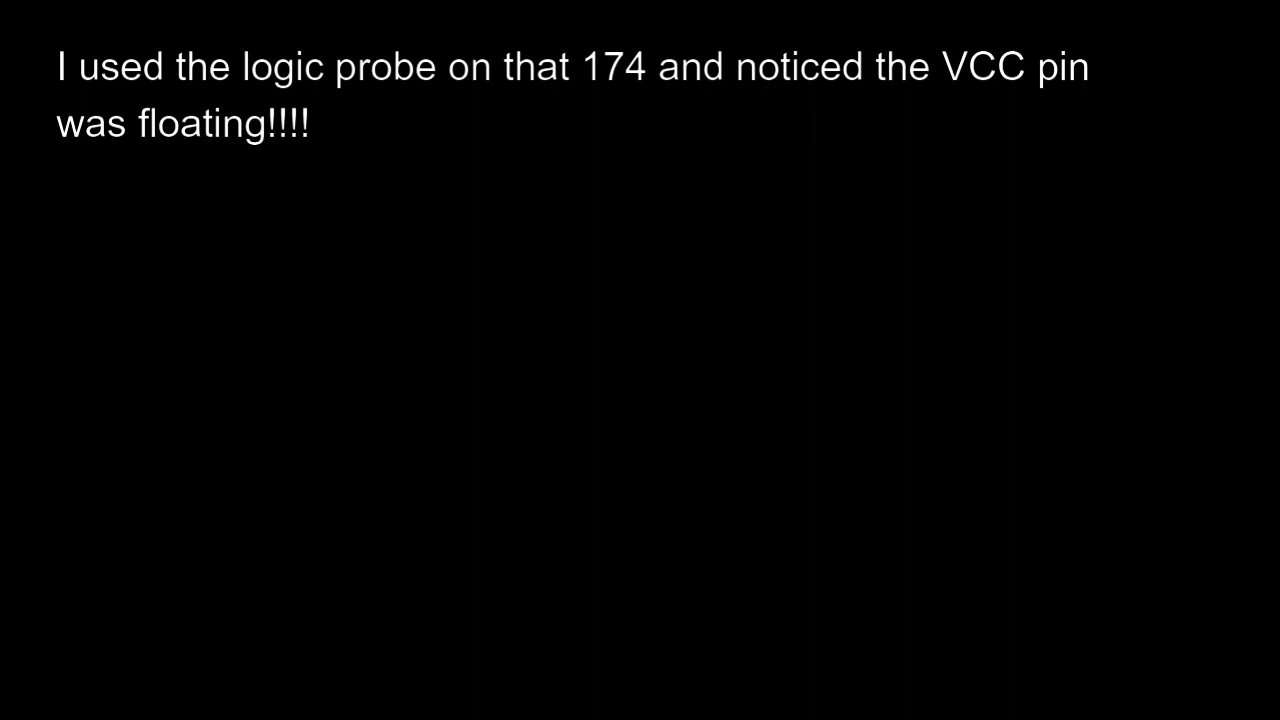 I used the logic probe on that 174 and noticed the VCC pin
was floating!!!!